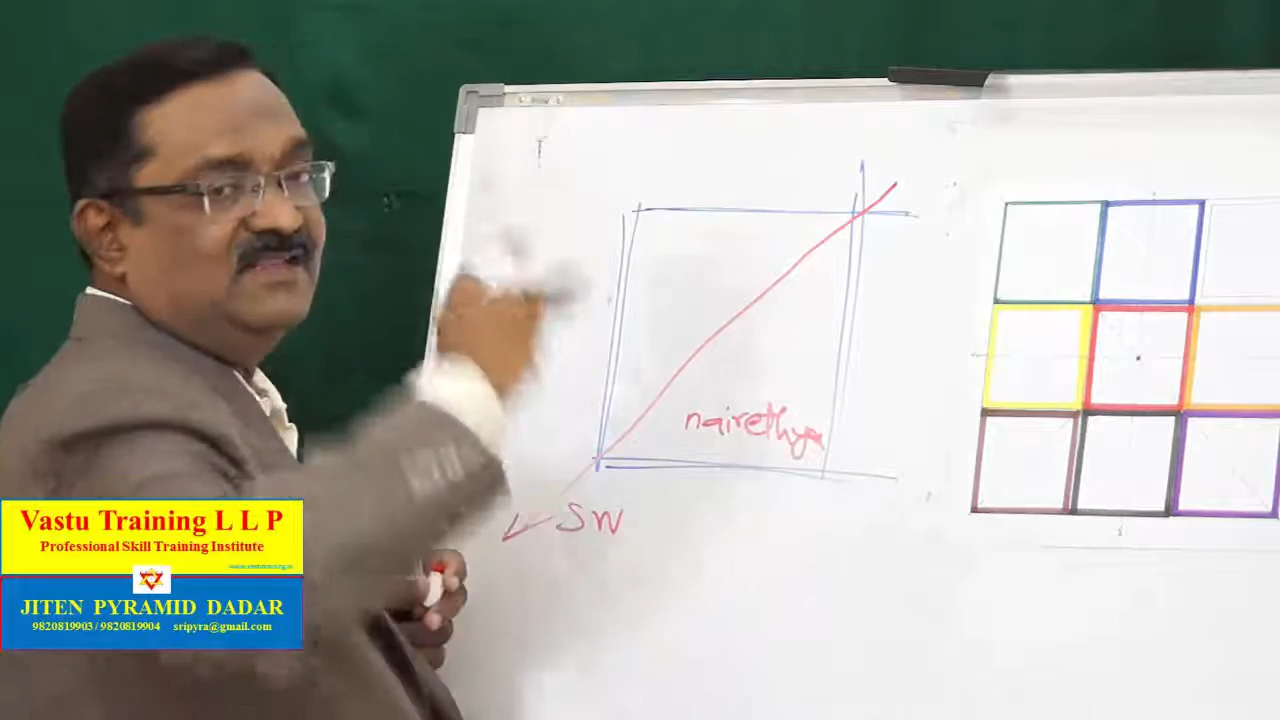 nairethya
SW
Vastu Training L L P
Professional Skill Training Institute
JITEN PYRAMID DADAR
9820819903 / 9820819904 sripyra@gmail.com